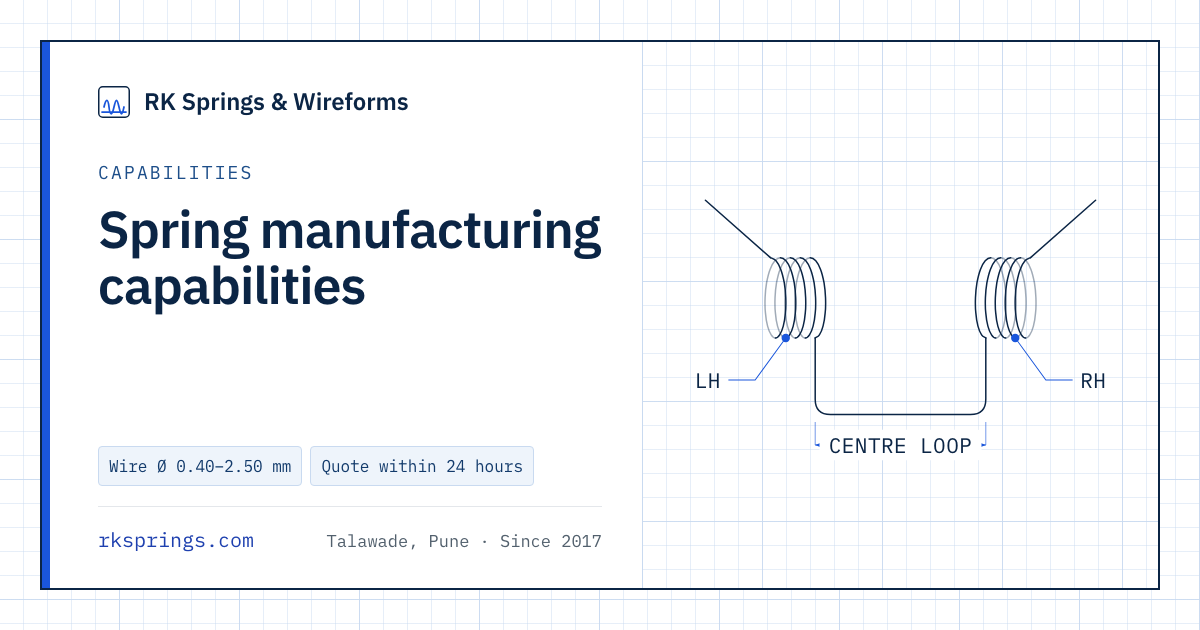 RK Springs & Wireforms
CAPABILITIES
Spring manufacturing
capabilities
Wire Ø 0.40–2.50 mm
Quote within 24 hours
rksprings.com
Talawade, Pune · Since 2017
LH
RH
CENTRE LOOP